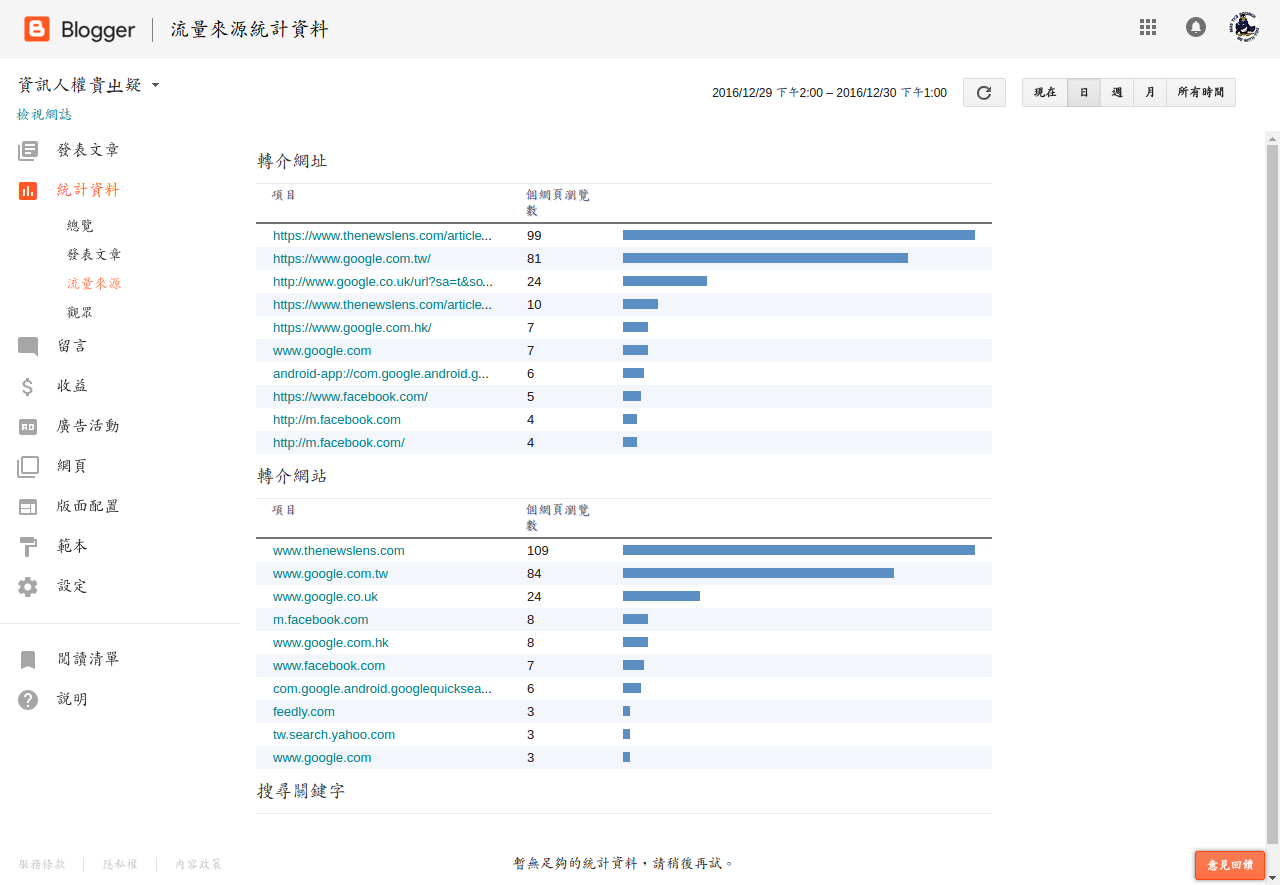 Blogger 流量來源統計資料
資訊人權貴出疑
檢視網誌
2016/12/29 下午2:00 – 2016/12/30 下午1:00
現在 日 週 月 所有時間
發表文章
統計資料
總覽
發表文章
流量來源
觀眾
留言
收益
廣告活動
網頁
版面配置
範本
設定
閱讀清單
說明
轉介網址
項目 個網頁瀏覽數
https://www.thenewslens.com/article... 99
https://www.google.com.tw/ 81
http://www.google.co.uk/url?sa=t&so... 24
https://www.thenewslens.com/article... 10
https://www.google.com.hk/ 7
www.google.com 7
android-app://com.google.android.g... 6
https://www.facebook.com/ 5
http://m.facebook.com 4
http://m.facebook.com/ 4
轉介網站
項目 個網頁瀏覽數
www.thenewslens.com 109
www.google.com.tw 84
www.google.co.uk 24
m.facebook.com 8
www.google.com.hk 8
www.facebook.com 7
com.google.android.googlequicksea... 6
feedly.com 3
tw.search.yahoo.com 3
www.google.com 3
搜尋關鍵字
暫無足夠的統計資料，請稍後再試。
服務條款 隱私權 內容政策
意見回饋